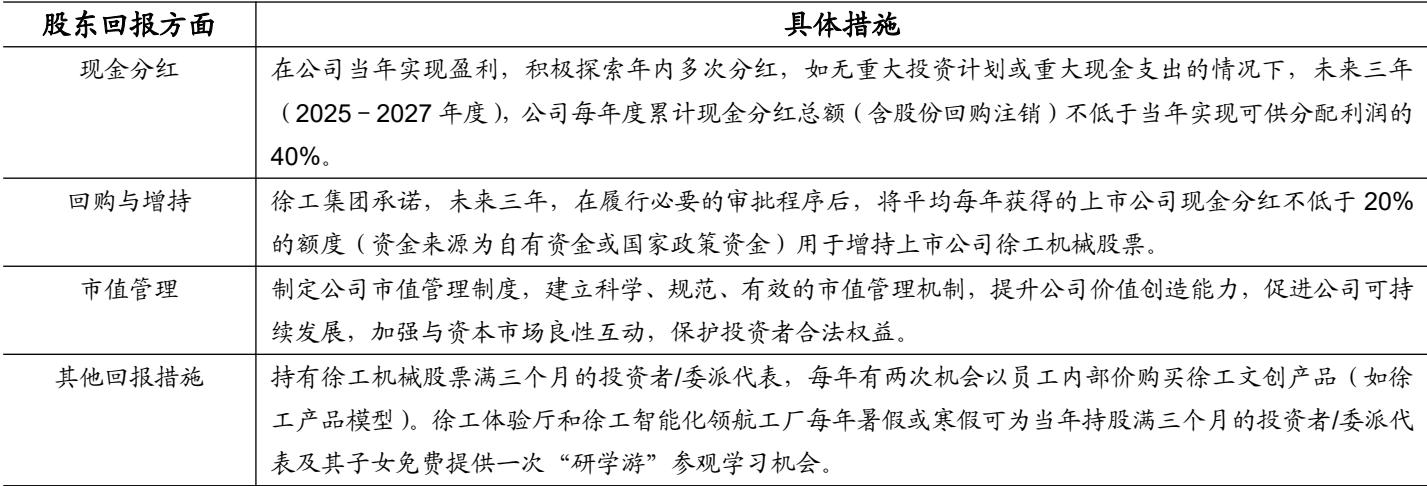 股东回报方面 具体措施
现金分红 在公司当年实现盈利，积极探索年内多次分红，如无重大投资计划或重大现金支出的情况下，未来三年
（2025－2027 年度），公司每年度累计现金分红总额（含股份回购注销）不低于当年实现可供分配利润的
40%。
回购与增持 徐工集团承诺，未来三年，在履行必要的审批程序后，将平均每年获得的上市公司现金分红不低于 20%
的额度（资金来源为自有资金或国家政策资金）用于增持上市公司徐工机械股票。
市值管理 制定公司市值管理制度，建立科学、规范、有效的市值管理机制，提升公司价值创造能力，促进公司可持
续发展，加强与资本市场良性互动，保护投资者合法权益。
其他回报措施 持有徐工机械股票满三个月的投资者/委派代表，每年有两次机会以员工内部价购买徐工文创产品（如徐
工产品模型）。徐工体验厅和徐工智能化领航工厂每年暑假或寒假可为当年持股满三个月的投资者/委派代
表及其子女免费提供一次“研学游”参观学习机会。